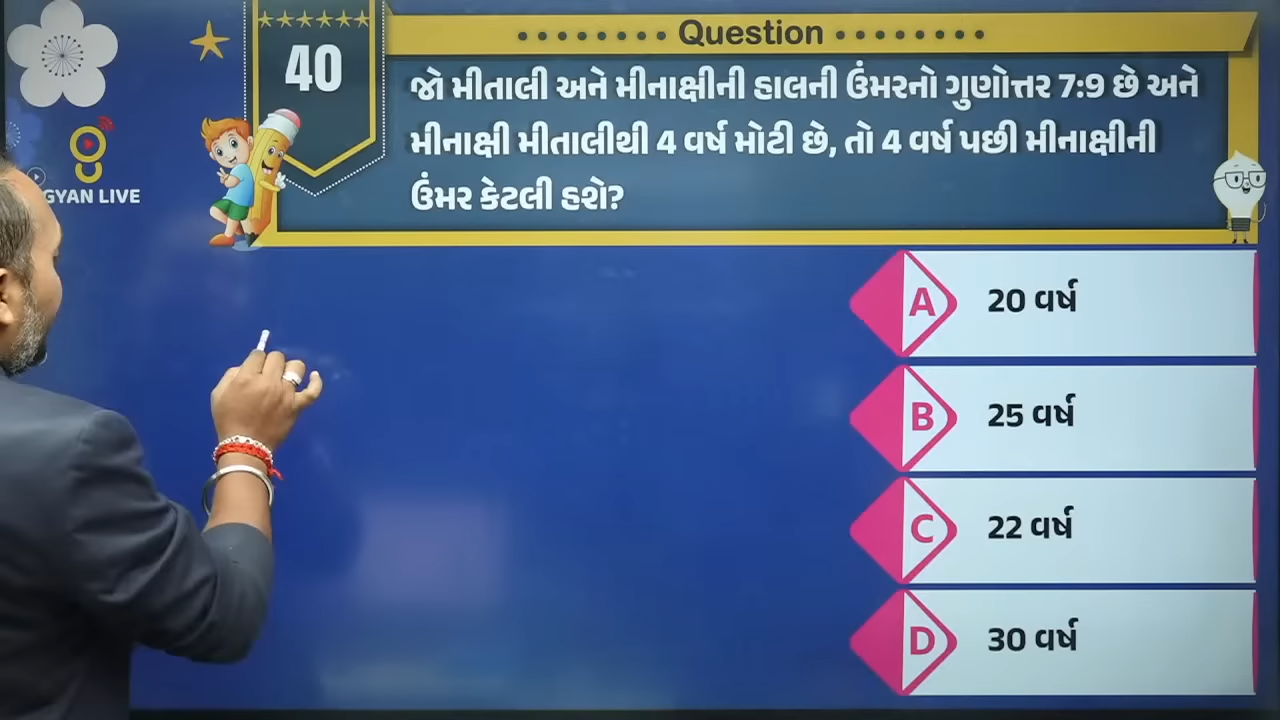 Question
40
જો મીતાલી અને મીનાક્ષીની હાલની ઉંમરનો ગુણોત્તર 7:9 છે અને
મીનાક્ષી મીતાલીથી 4 વર્ષ મોટી છે, તો 4 વર્ષ પછી મીનાક્ષીની
ઉંમર કેટલી હશે?
GYAN LIVE
A 20 વર્ષ
B 25 વર્ષ
C 22 વર્ષ
D 30 વર્ષ